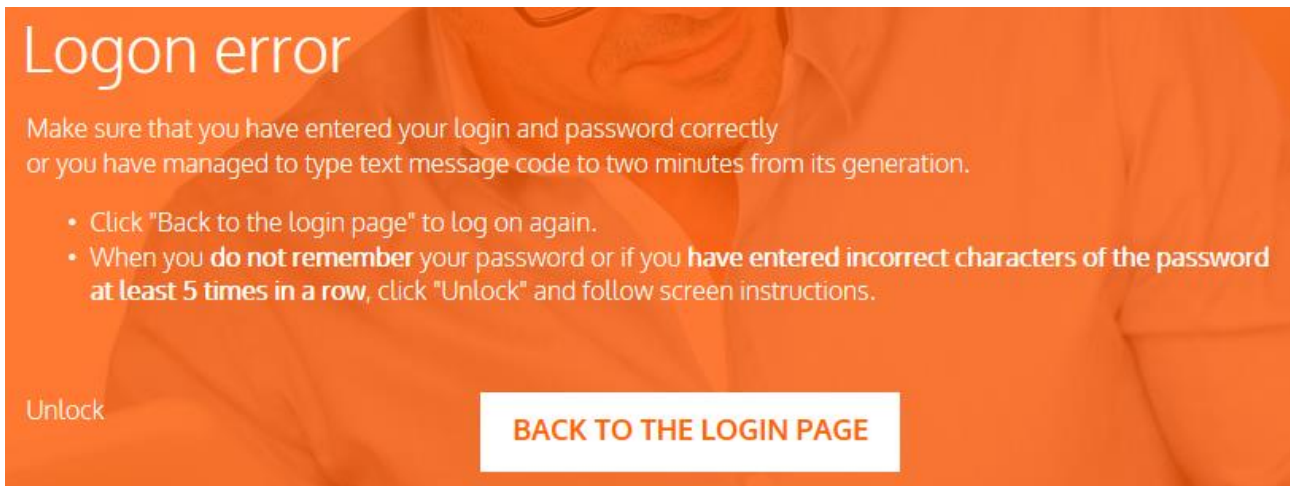 Logon error
Make sure that you have entered your login and password correctly
or you have managed to type text message code to two minutes from its generation.
• Click "Back to the login page" to log on again.
• When you do not remember your password or if you have entered incorrect characters of the password
at least 5 times in a row, click "Unlock" and follow screen instructions.
Unlock
BACK TO THE LOGIN PAGE